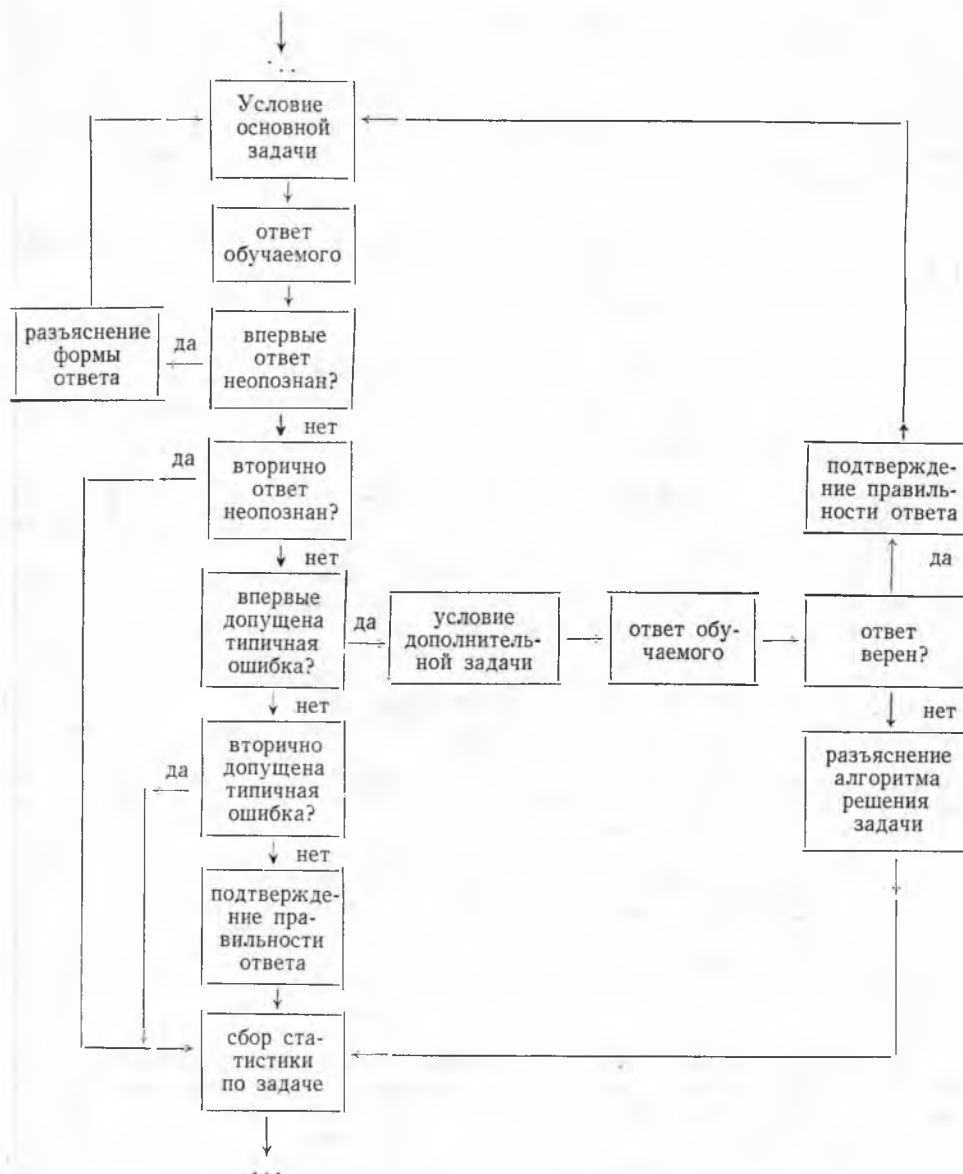 ...
Условие
основной
задачи
ответ
обучаемого
разъяснение
формы
ответа
да
впервые
ответ
неопознан?
нет
да
вторично
ответ
неопознан?
нет
подтвержде-
ние правиль-
ности ответа
да
впервые
допущена
типичная
ошибка?
да
условие
дополнитель-
ной задачи
ответ обу-
чаемого
ответ
верен?
нет
нет
да
вторично
допущена
типичная
ошибка?
разъяснение
алгоритма
решения
задачи
нет
подтвержде-
ние пра-
вильности
ответа
сбор ста-
тистики
по задаче
...